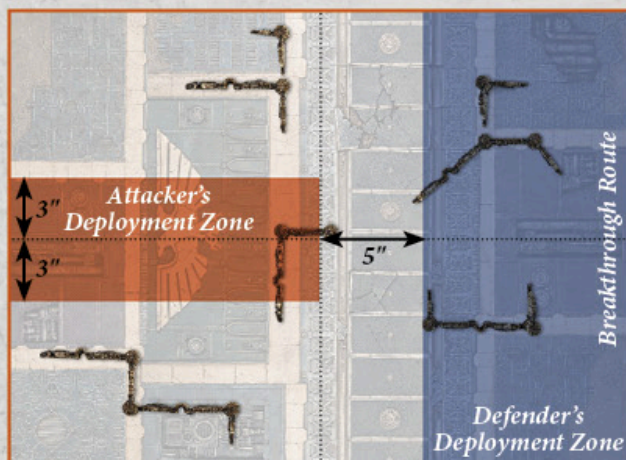 Attacker's
Deployment Zone
3"
3"
5"
Breakthrough Route
Defender's
Deployment Zone